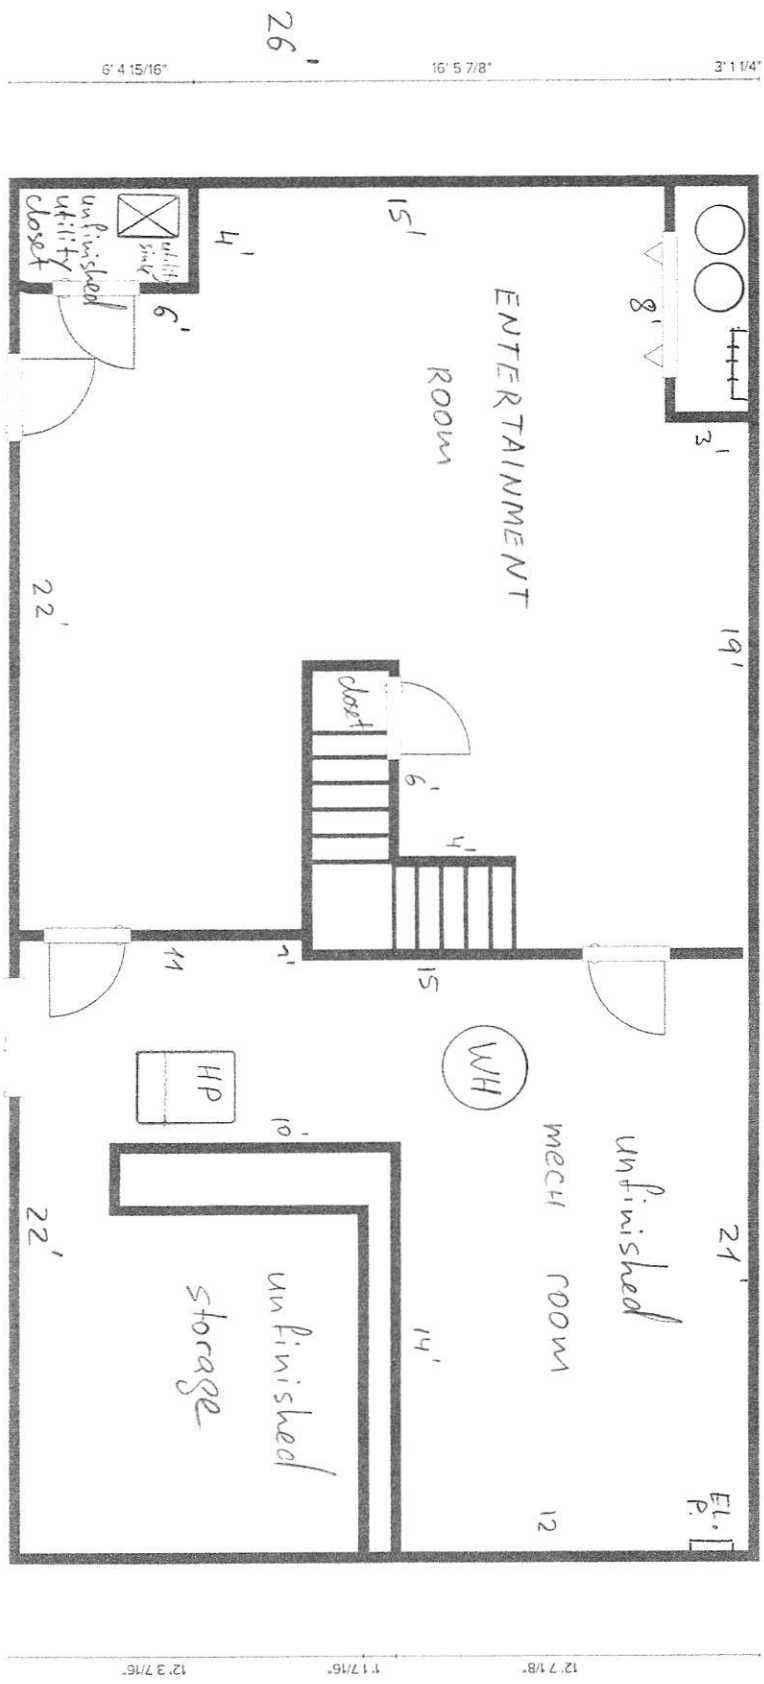 26'
6' 4 15/16"
16' 5 7/8"
3' 1 1/4"
unfinished
utility
closet
utility
sink
4'
6'
15'
ENTERTAINMENT
ROOM
8'
3'
19'
22'
closet
6'
4'
11
15
HP
WH
10'
unfinished
mech room
21'
22'
14'
unfinished
storage
12
El.
P.
12' 3 7/16"
1' 1 7/16"
12' 7 1/8"